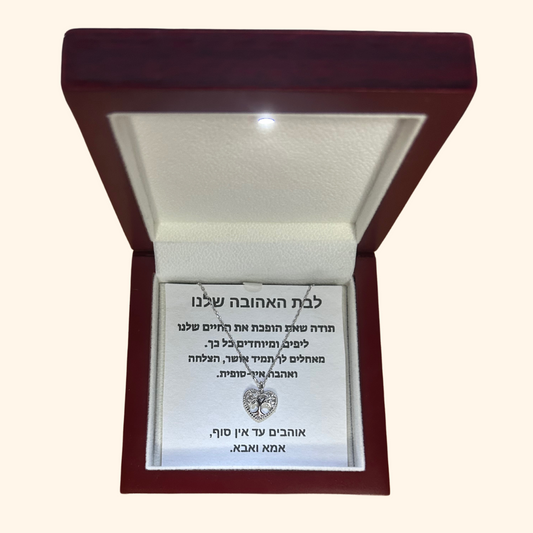 לבת האהובה שלנו
תודה שאת הופכת את החיים שלנו
ליפים ומיוחדים כל כך.
מאחלים לך תמיד אושר, הצלחה
ואהבה אין-סופית.
אוהבים עד אין סוף,
אמא ואבא.